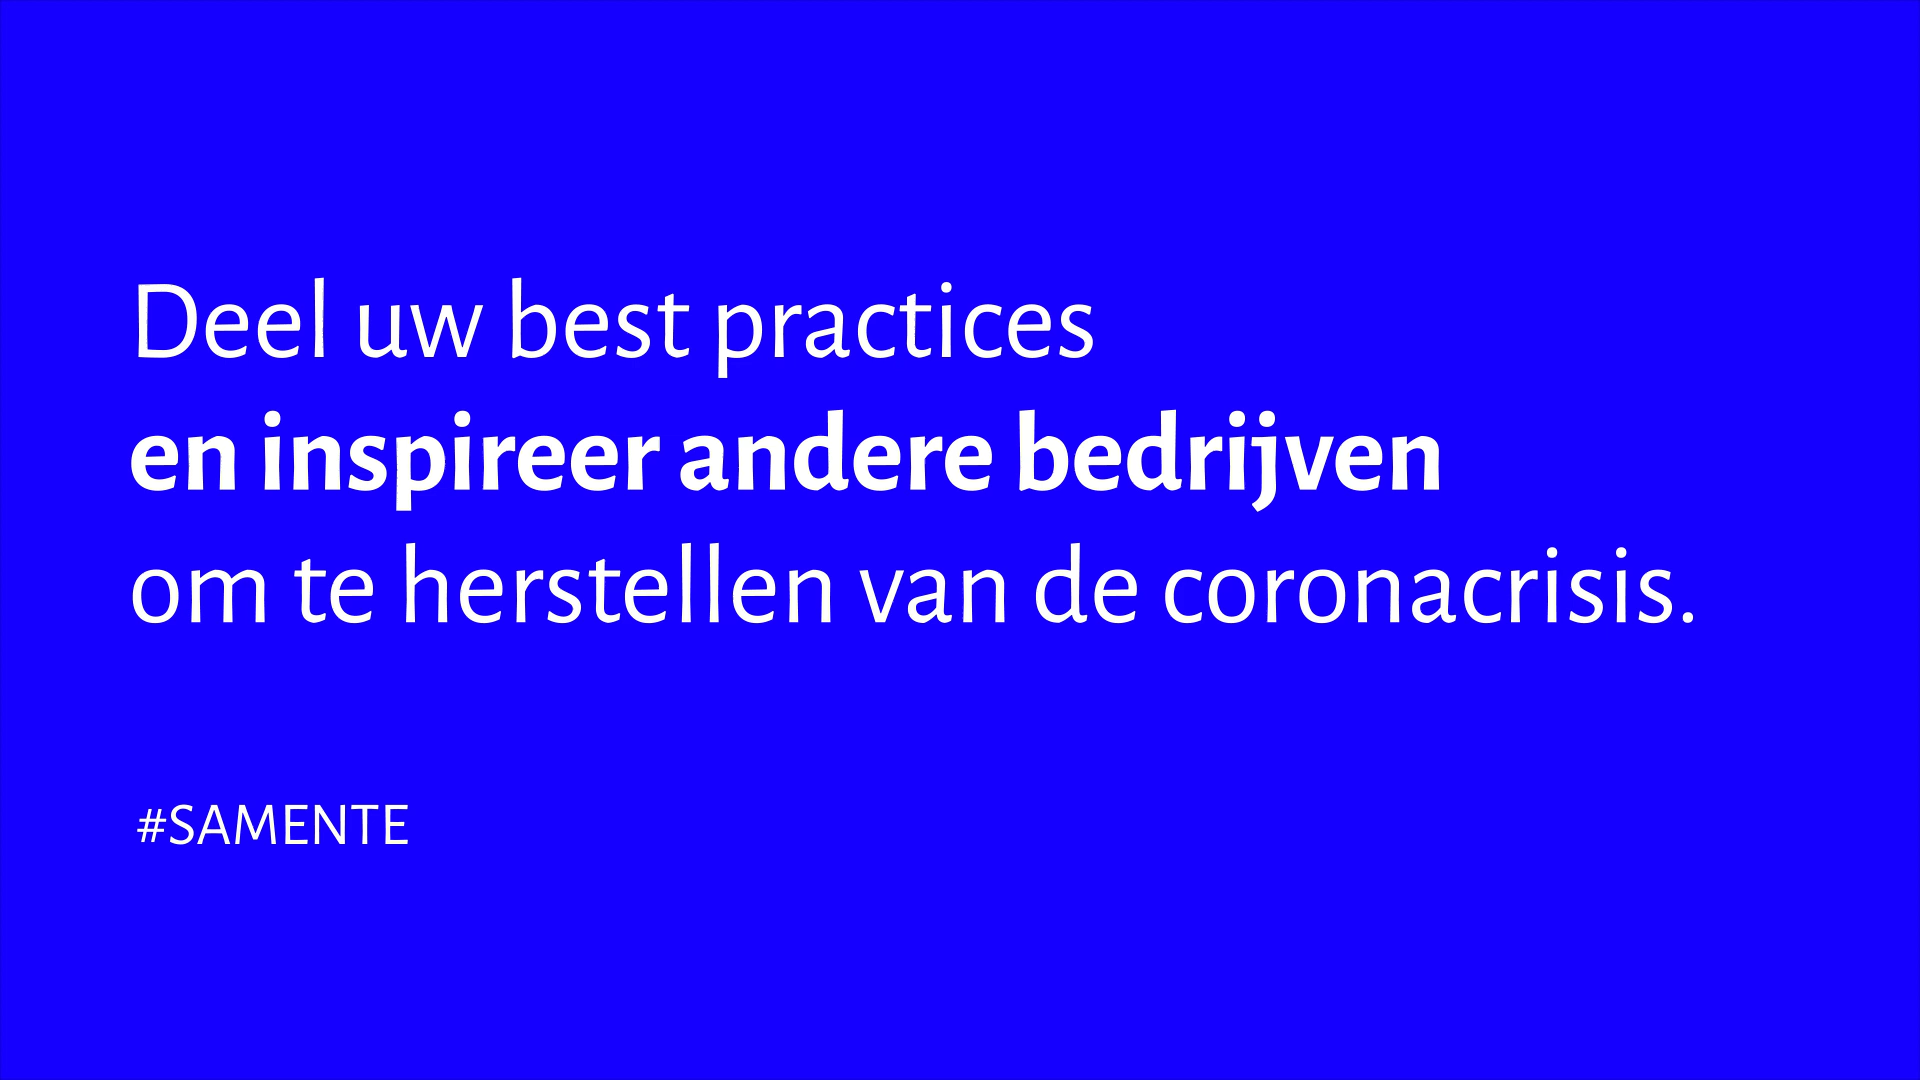 Deel uw best practices
en inspireer andere bedrijven
om te herstellen van de coronacrisis.
#SAMENTE